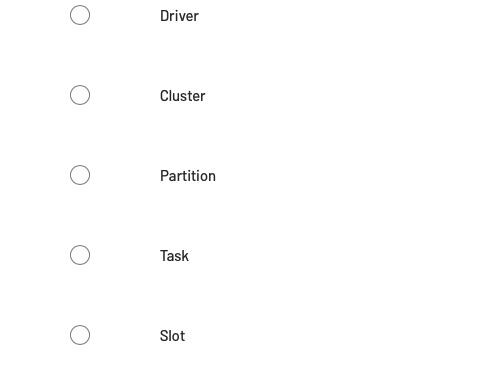 Driver
Cluster
Partition
Task
Slot